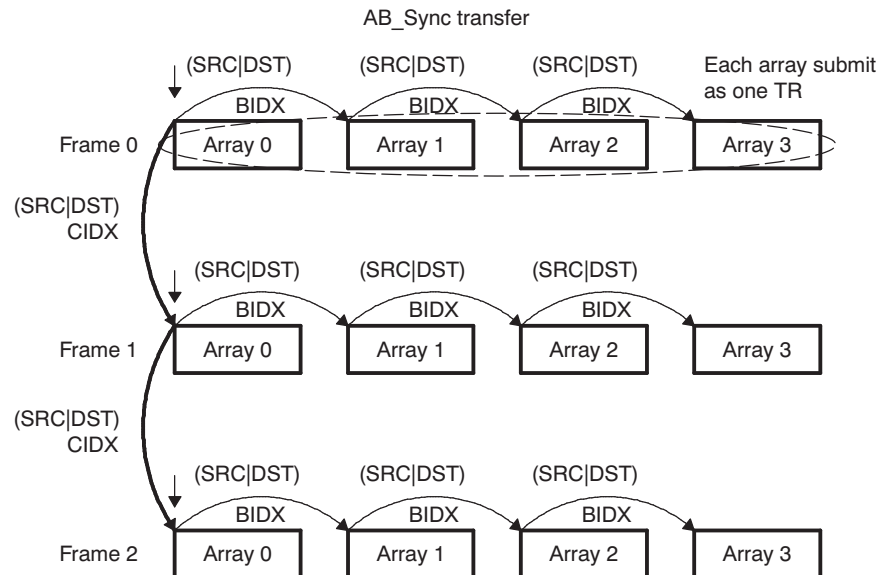 AB_Sync transfer
(SRC|DST) (SRC|DST) (SRC|DST) Each array submit
as one TR
BIDX BIDX BIDX
Frame 0 Array 0 Array 1 Array 2 Array 3
(SRC|DST)
CIDX
(SRC|DST) (SRC|DST) (SRC|DST)
BIDX BIDX BIDX
Frame 1 Array 0 Array 1 Array 2 Array 3
(SRC|DST)
CIDX
(SRC|DST) (SRC|DST) (SRC|DST)
BIDX BIDX BIDX
Frame 2 Array 0 Array 1 Array 2 Array 3